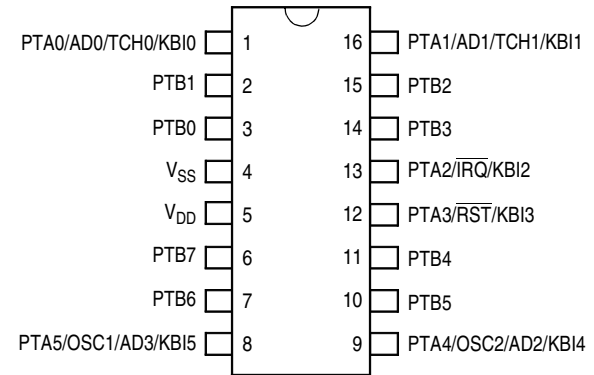 PTA0/AD0/TCH0/KBI0 1 16 PTA1/AD1/TCH1/KBI1
PTB1 2 15 PTB2
PTB0 3 14 PTB3
VSS 4 13 PTA2/IRQ/KBI2
VDD 5 12 PTA3/RST/KBI3
PTB7 6 11 PTB4
PTB6 7 10 PTB5
PTA5/OSC1/AD3/KBI5 8 9 PTA4/OSC2/AD2/KBI4